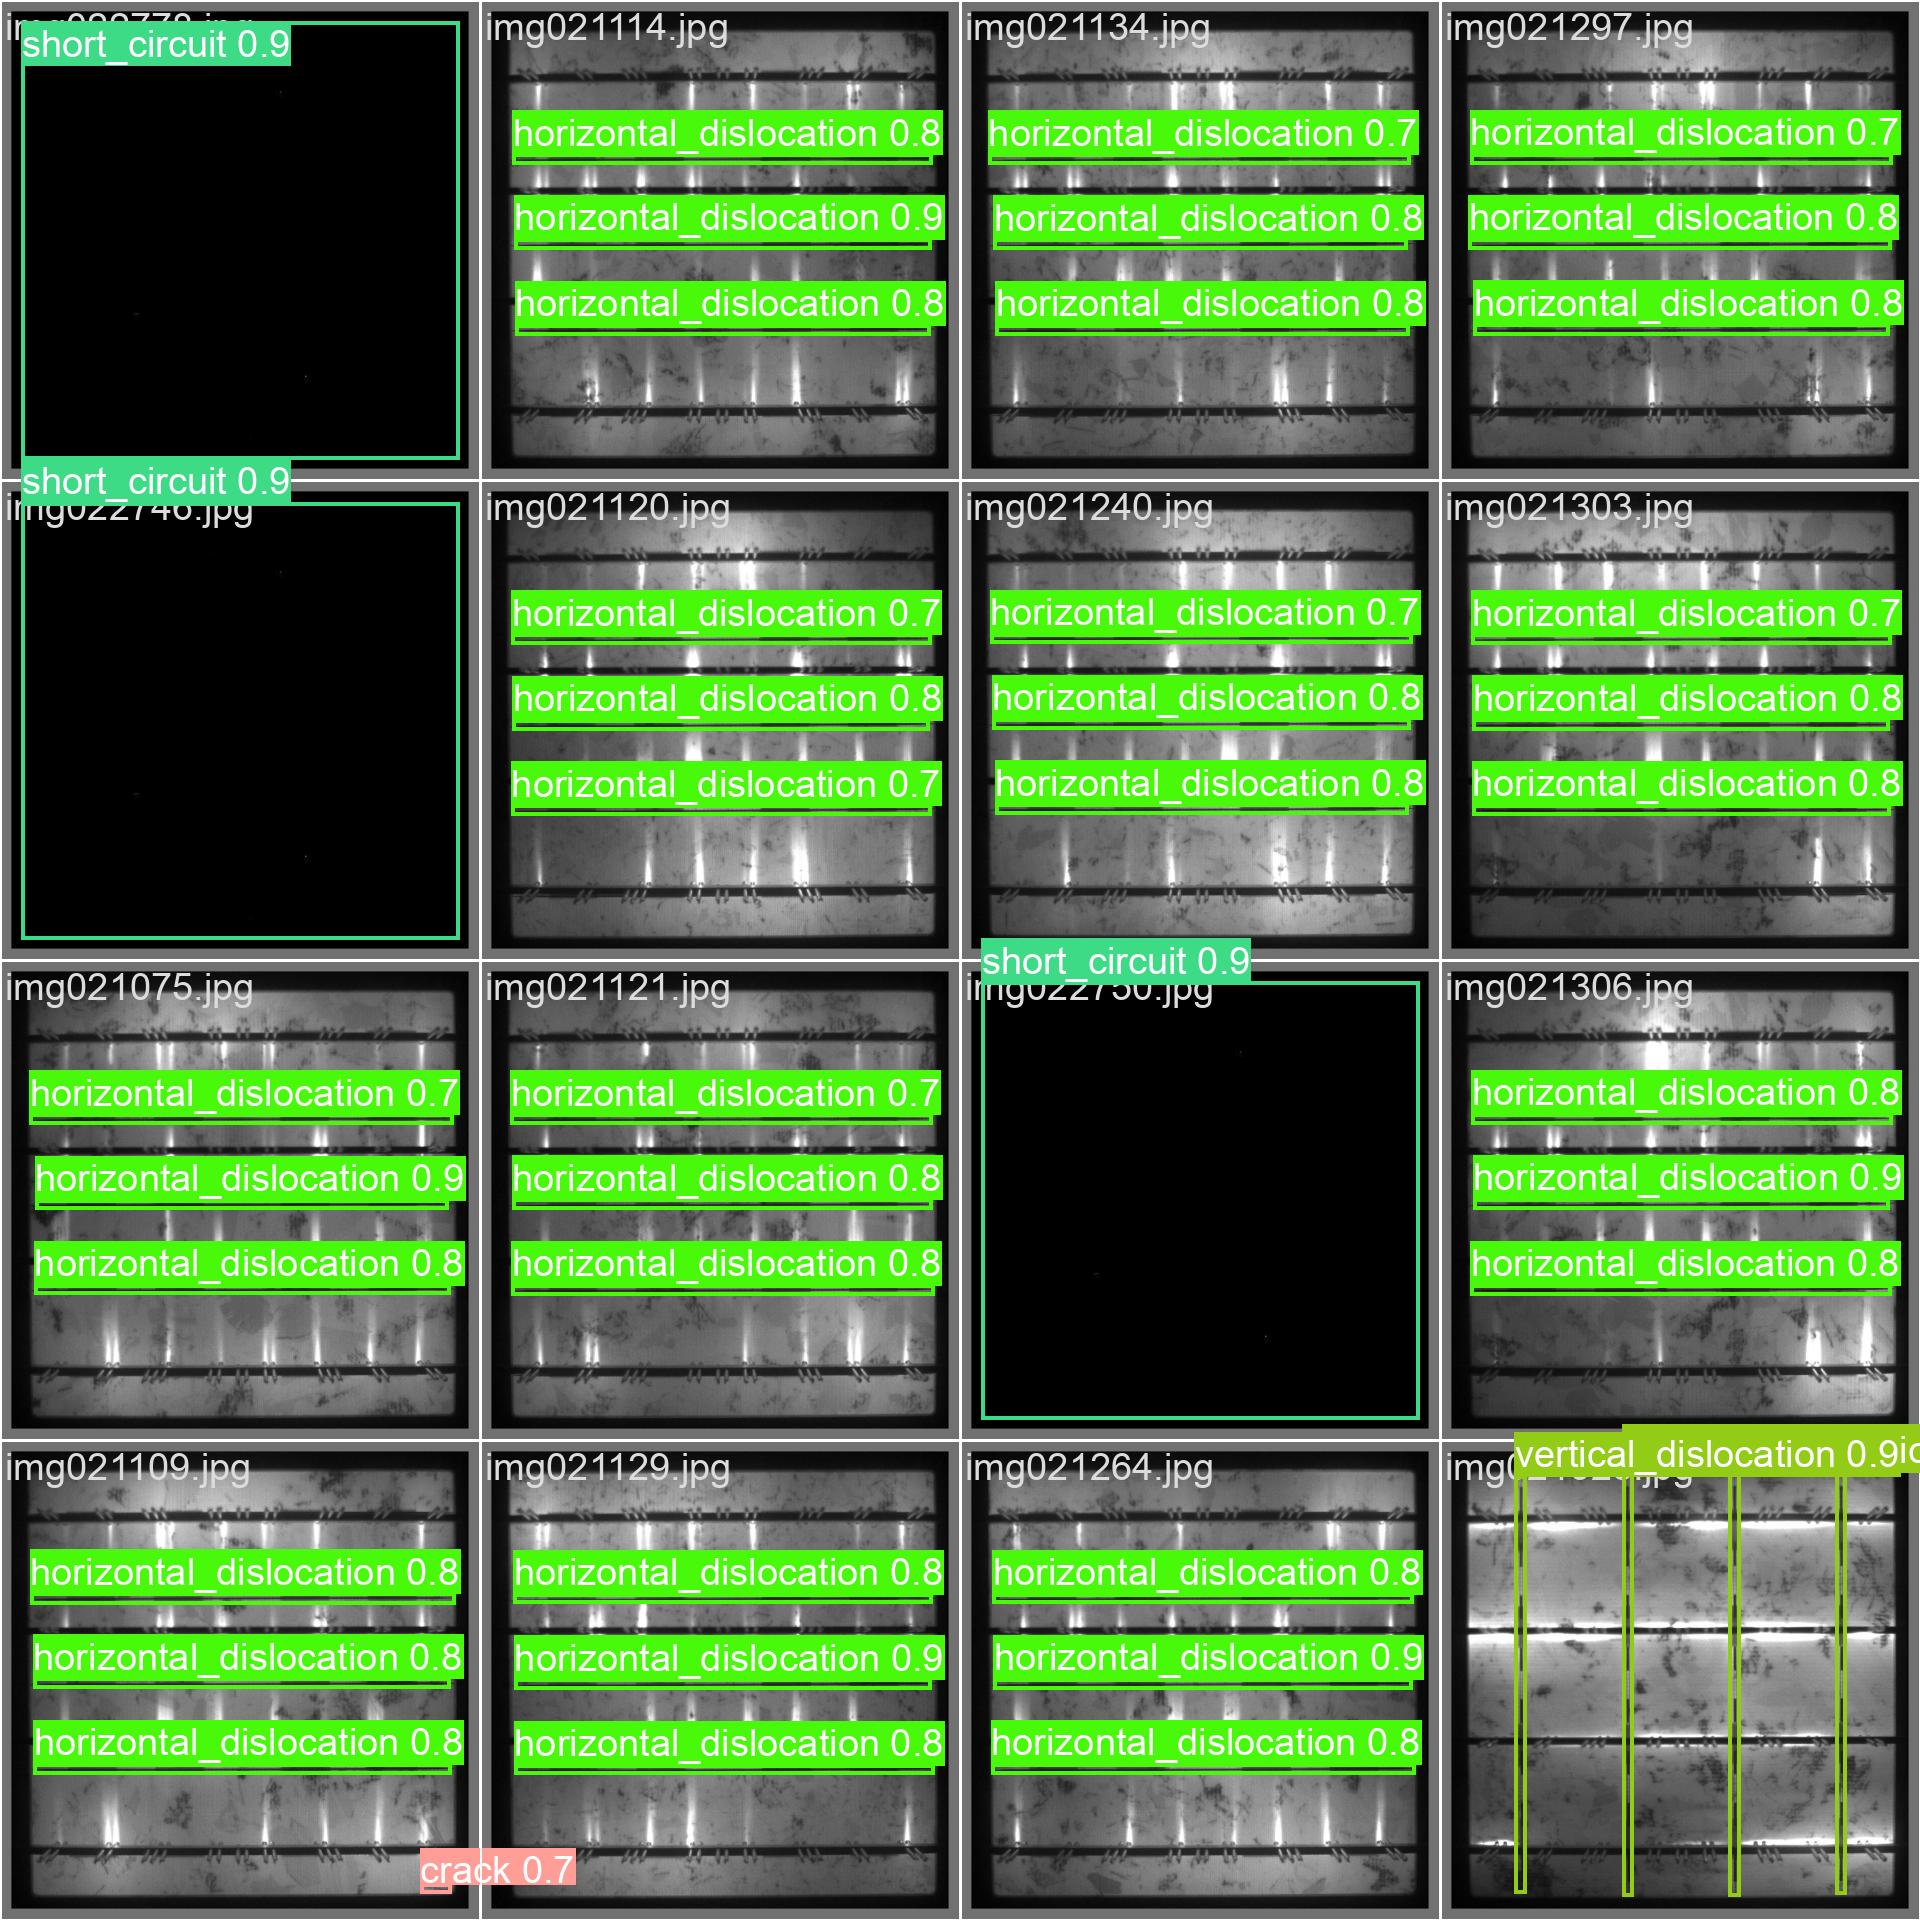 short_circuit 0.9
img021114.jpg
horizontal_dislocation 0.8
horizontal_dislocation 0.9
horizontal_dislocation 0.8
img021134.jpg
horizontal_dislocation 0.7
horizontal_dislocation 0.8
horizontal_dislocation 0.8
img021297.jpg
horizontal_dislocation 0.7
horizontal_dislocation 0.8
horizontal_dislocation 0.8
short_circuit 0.9
img022746.jpg
img021120.jpg
horizontal_dislocation 0.7
horizontal_dislocation 0.8
horizontal_dislocation 0.7
img021240.jpg
horizontal_dislocation 0.7
horizontal_dislocation 0.8
horizontal_dislocation 0.8
img021303.jpg
horizontal_dislocation 0.7
horizontal_dislocation 0.8
horizontal_dislocation 0.8
img021075.jpg
horizontal_dislocation 0.7
horizontal_dislocation 0.9
horizontal_dislocation 0.8
img021121.jpg
horizontal_dislocation 0.7
horizontal_dislocation 0.8
horizontal_dislocation 0.8
short_circuit 0.9
img022750.jpg
img021306.jpg
horizontal_dislocation 0.8
horizontal_dislocation 0.9
horizontal_dislocation 0.8
img021109.jpg
horizontal_dislocation 0.8
horizontal_dislocation 0.8
horizontal_dislocation 0.8
crack 0.7
img021129.jpg
horizontal_dislocation 0.8
horizontal_dislocation 0.9
horizontal_dislocation 0.8
img021264.jpg
horizontal_dislocation 0.8
horizontal_dislocation 0.9
horizontal_dislocation 0.8
vertical_dislocation 0.9